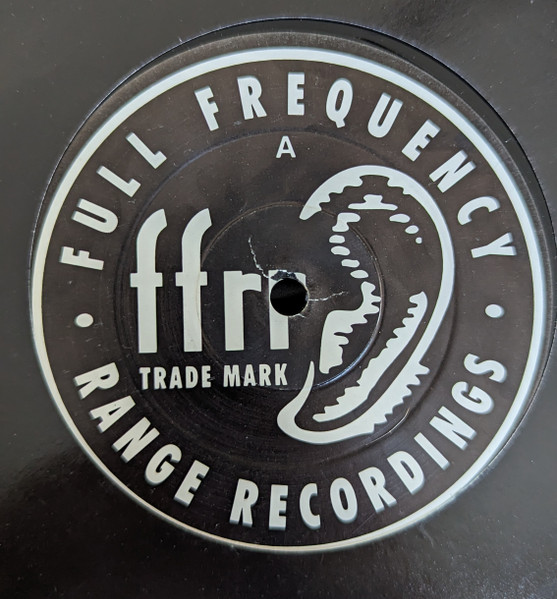 FULL FREQUENCY
A
ffrr
TRADE MARK
RANGE RECORDINGS